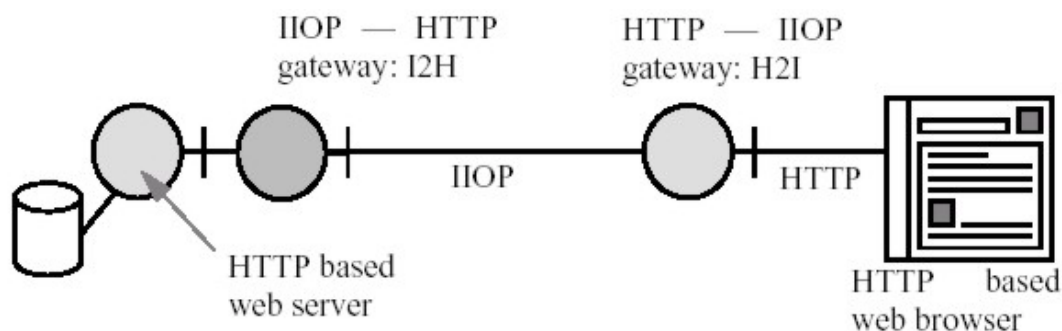 IIOP — HTTP
gateway: I2H
HTTP — IIOP
gateway: H2I
IIOP
HTTP
HTTP based
web server
HTTP based
web browser